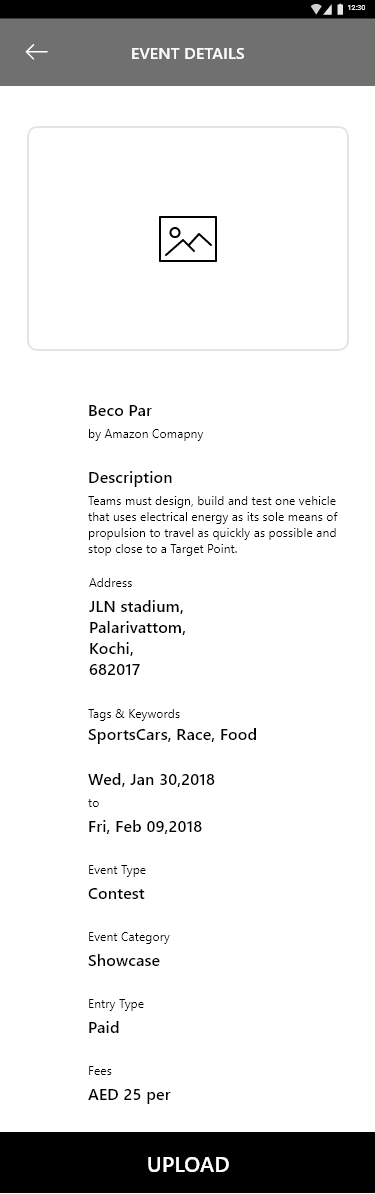 12:30
EVENT DETAILS
Beco Par
by Amazon Comapny
Description
Teams must design, build and test one vehicle
that uses electrical energy as its sole means of
propulsion to travel as quickly as possible and
stop close to a Target Point.
Address
JLN stadium,
Palarivattom,
Kochi,
682017
Tags & Keywords
SportsCars, Race, Food
Wed, Jan 30,2018
to
Fri, Feb 09,2018
Event Type
Contest
Event Category
Showcase
Entry Type
Paid
Fees
AED 25 per
UPLOAD